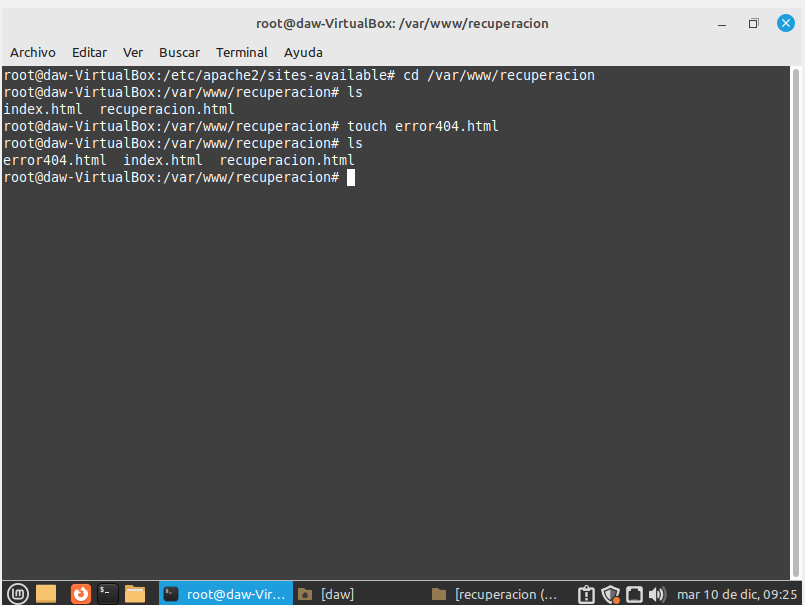 root@daw-VirtualBox: /var/www/recuperacion
Archivo Editar Ver Buscar Terminal Ayuda
root@daw-VirtualBox:/etc/apache2/sites-available# cd /var/www/recuperacion
root@daw-VirtualBox:/var/www/recuperacion# ls
index.html  recuperacion.html
root@daw-VirtualBox:/var/www/recuperacion# touch error404.html
root@daw-VirtualBox:/var/www/recuperacion# ls
error404.html  index.html  recuperacion.html
root@daw-VirtualBox:/var/www/recuperacion#
root@daw-Vir... [daw] [recuperacion (... mar 10 de dic, 09:25